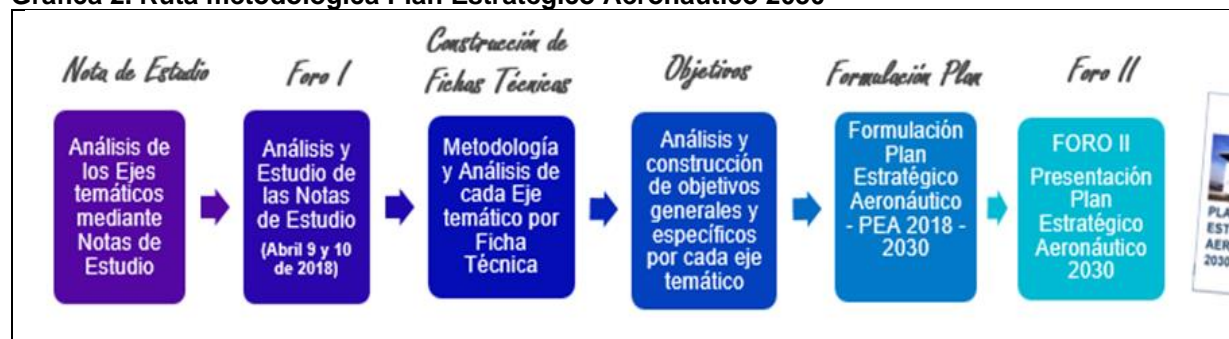 Gráfica 2. Ruta metodológica Plan Estratégico Aeronáutico 2030
Nota de Estudio
Análisis de
los Ejes
temáticos
mediante
Notas de
Estudio
Foro I
Análisis y
Estudio de
las Notas
de Estudio
(Abril 9 y 10
de 2018)
Construcción de
Fichas Técnicas
Metodología
y Análisis de
cada Eje
temático por
Ficha
Técnica
Objetivos
Análisis y
construcción
de objetivos
generales y
específicos
por cada eje
temático
Formulación Plan
Formulación
Plan
Estratégico
Aeronáutico
- PEA 2018 -
2030
Foro II
FORO II
Presentación
Plan
Estratégico
Aeronáutico
2030
2030